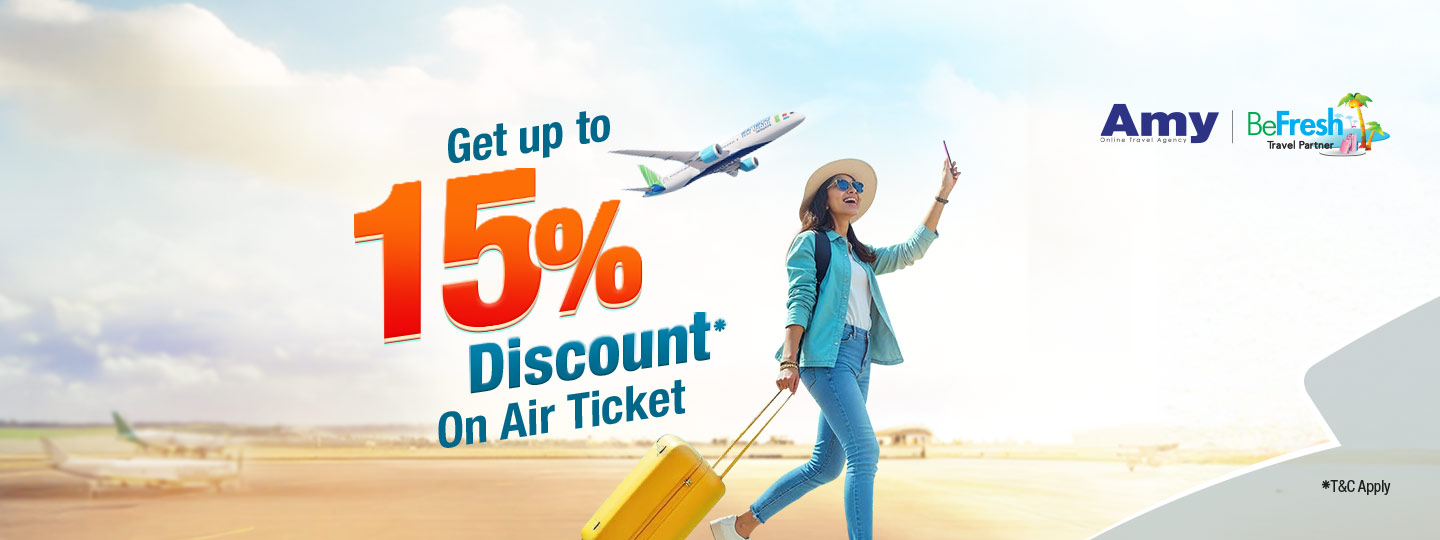 Get up to
15%
Discount*
On Air Ticket
Amy
Online Travel Agency
BeFresh
Travel Partner
*T&C Apply